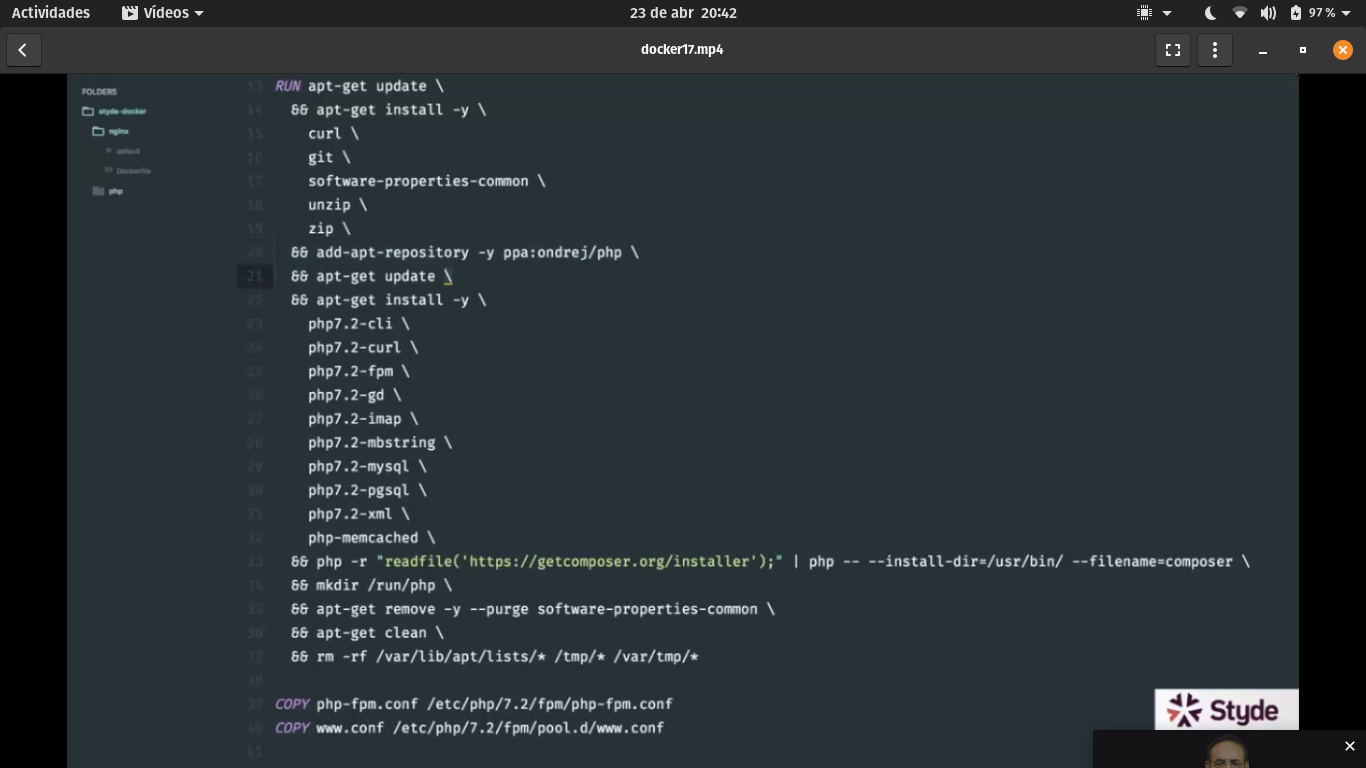 Actividades Vídeos 23 de abr 20:42 97 %
docker17.mp4
FOLDERS
styde-docker
nginx
default
Dockerfile
php
13 RUN apt-get update \
14 && apt-get install -y \
15 curl \
16 git \
17 software-properties-common \
18 unzip \
19 zip \
20 && add-apt-repository -y ppa:ondrej/php \
21 && apt-get update \
22 && apt-get install -y \
23 php7.2-cli \
24 php7.2-curl \
25 php7.2-fpm \
26 php7.2-gd \
27 php7.2-imap \
28 php7.2-mbstring \
29 php7.2-mysql \
30 php7.2-pgsql \
31 php7.2-xml \
32 php-memcached \
33 && php -r "readfile('https://getcomposer.org/installer');" | php -- --install-dir=/usr/bin/ --filename=composer \
34 && mkdir /run/php \
35 && apt-get remove -y --purge software-properties-common \
36 && apt-get clean \
37 && rm -rf /var/lib/apt/lists/* /tmp/* /var/tmp/*
38
39 COPY php-fpm.conf /etc/php/7.2/fpm/php-fpm.conf
40 COPY www.conf /etc/php/7.2/fpm/pool.d/www.conf
41
Styde